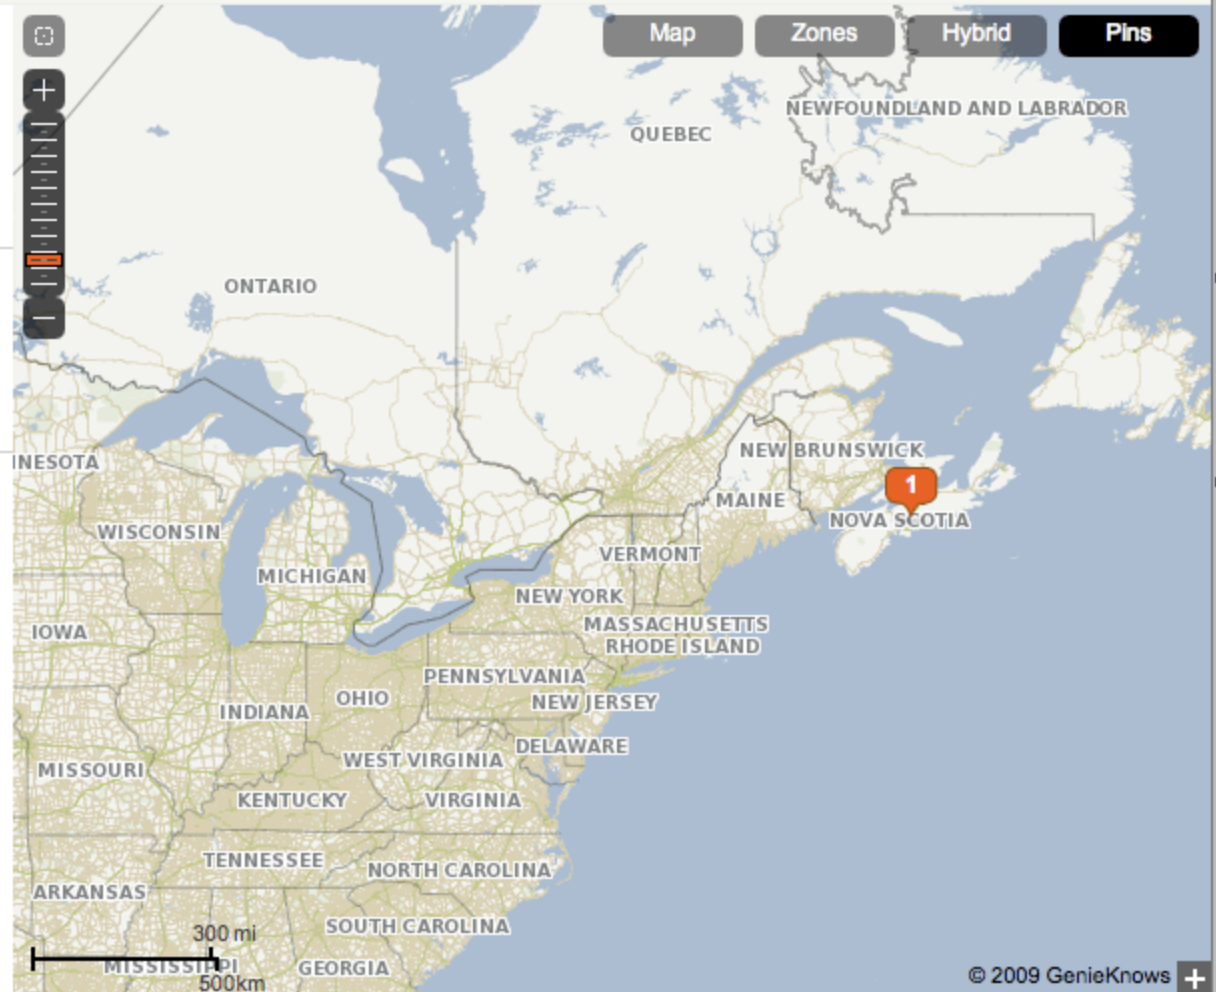 Map Zones Hybrid Pins
NEWFOUNDLAND AND LABRADOR
QUEBEC
ONTARIO
NEW BRUNSWICK
INESOTA
1
MAINE
NOVA SCOTIA
WISCONSIN
VERMONT
MICHIGAN
NEW YORK
MASSACHUSETTS
IOWA
RHODE ISLAND
PENNSYLVANIA
OHIO
NEW JERSEY
INDIANA
DELAWARE
WEST VIRGINIA
MISSOURI
KENTUCKY
VIRGINIA
TENNESSEE
NORTH CAROLINA
ARKANSAS
SOUTH CAROLINA
300 mi
MISSISSIPPI
GEORGIA
500km
© 2009 GenieKnows